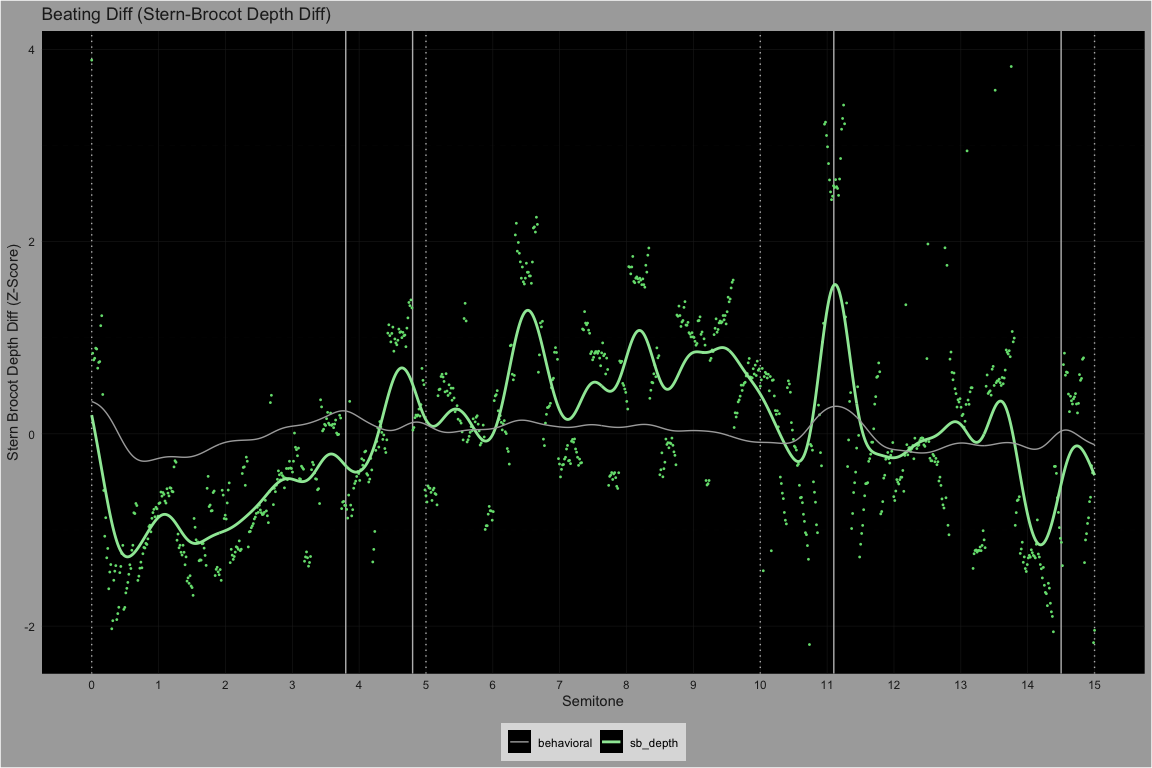 Beating Diff (Stern-Brocot Depth Diff)
Stern Brocot Depth Diff (Z-Score)
4
2
0
-2
0 1 2 3 4 5 6 7 8 9 10 11 12 13 14 15
Semitone
behavioral sb_depth